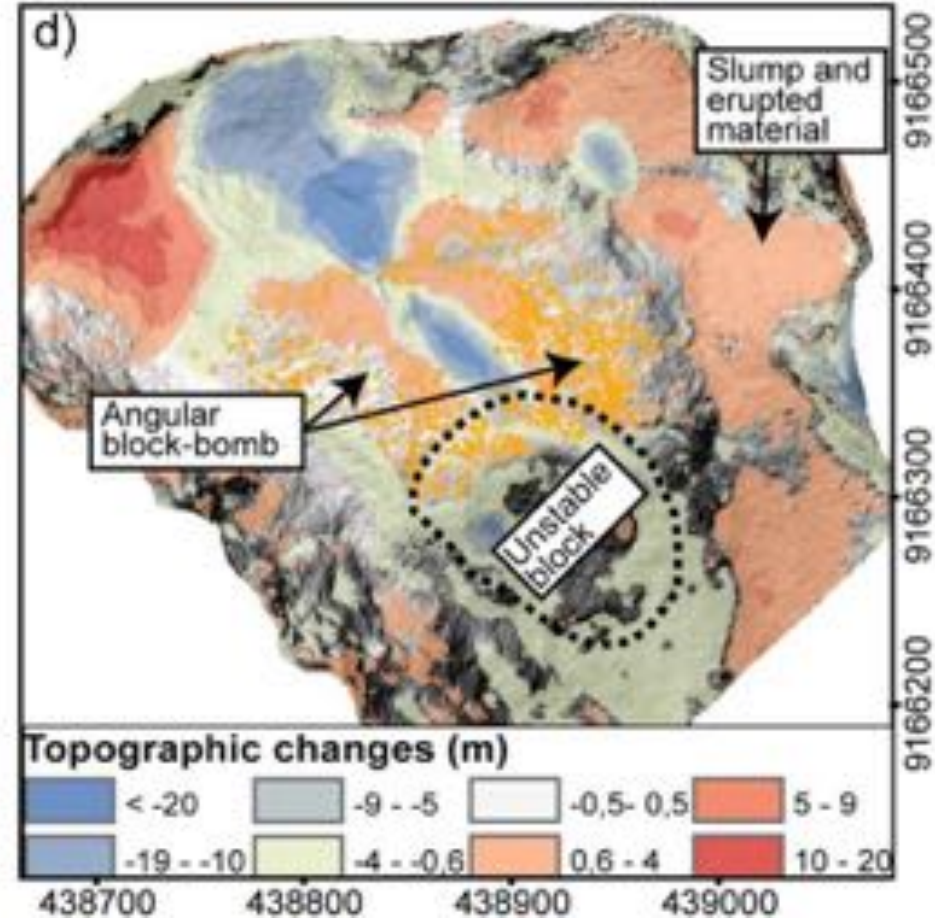 d)
Slump and
erupted
material
Angular
block-bomb
Unstable
block
9166500
9166400
9166300
9166200
Topographic changes (m)
< -20
-9 - -5
-0,5- 0,5
5 - 9
-19 - -10
-4 - -0,6
0,6 - 4
10 - 20
438700
438800
438900
439000